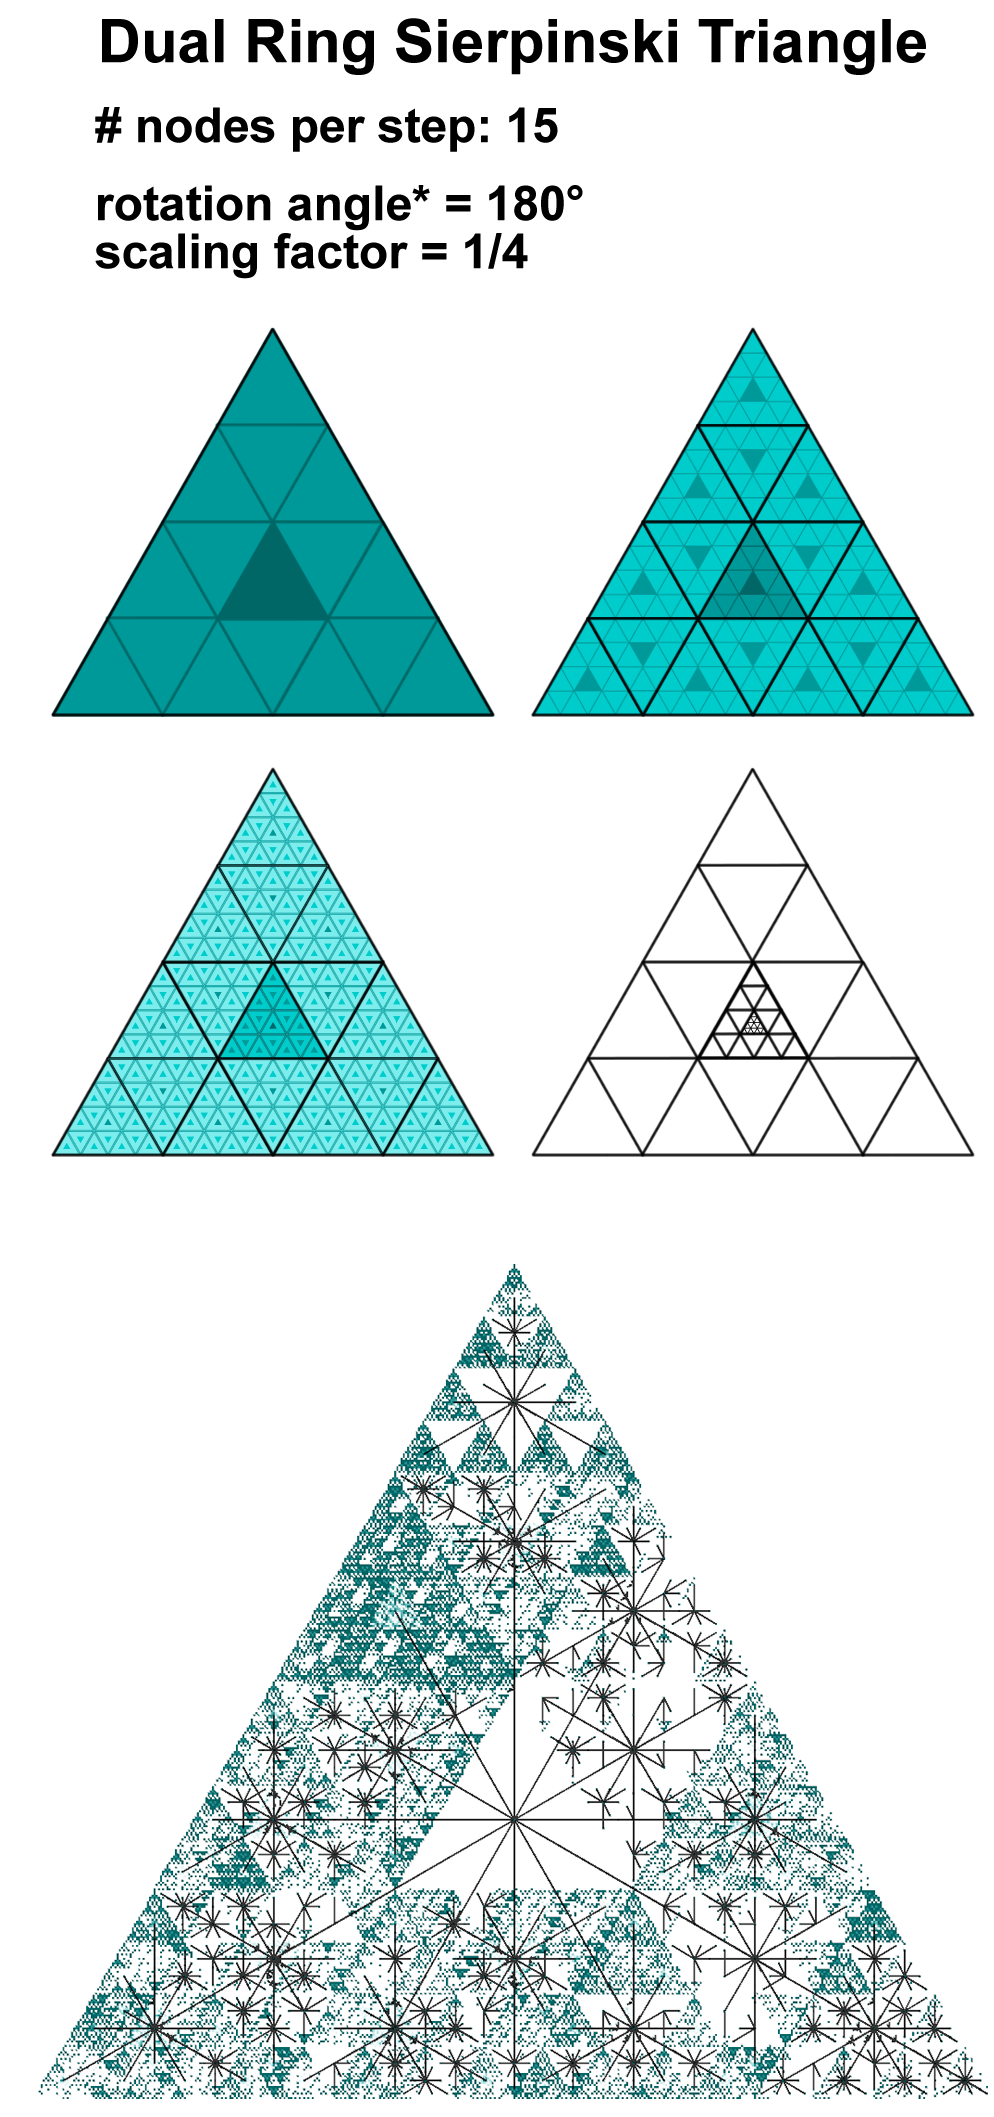 Dual Ring Sierpinski Triangle
# nodes per step: 15
rotation angle* = 180°
scaling factor = 1/4